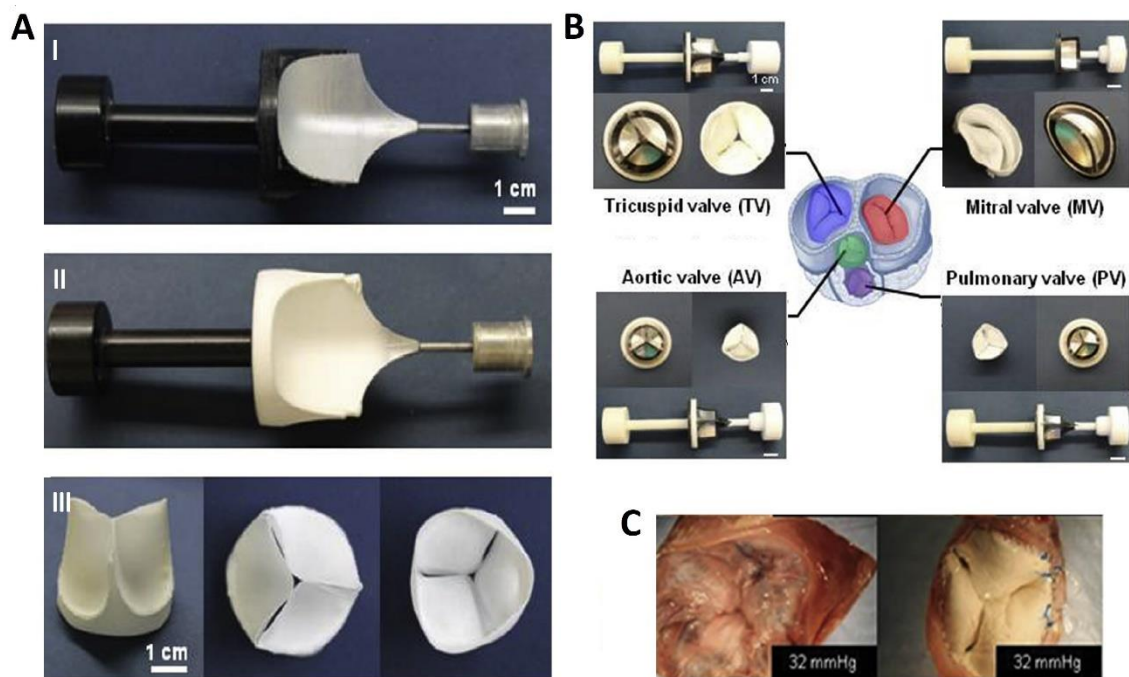 A
I
1 cm
II
III
1 cm
B
1 cm
Tricuspid valve (TV)
Mitral valve (MV)
Aortic valve (AV)
Pulmonary valve (PV)
C
32 mmHg
32 mmHg